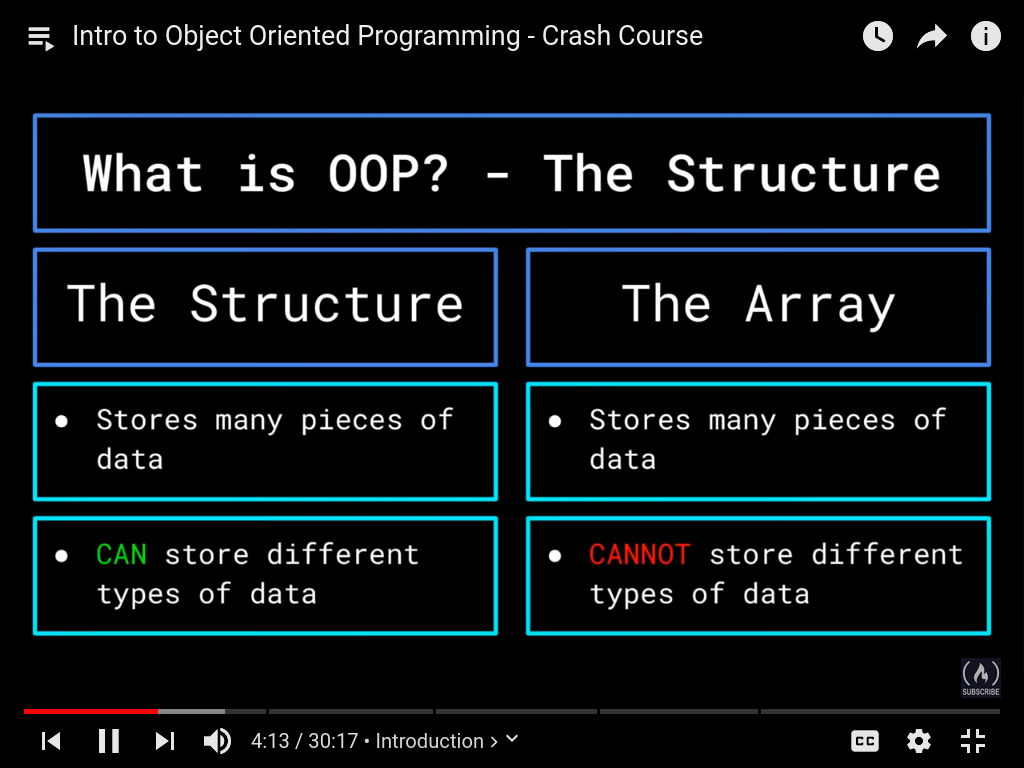 Intro to Object Oriented Programming - Crash Course
What is OOP? - The Structure
The Structure
The Array
● Stores many pieces of
data
● Stores many pieces of
data
● CAN store different
types of data
● CANNOT store different
types of data
SUBSCRIBE
4:13 / 30:17 • Introduction
CC